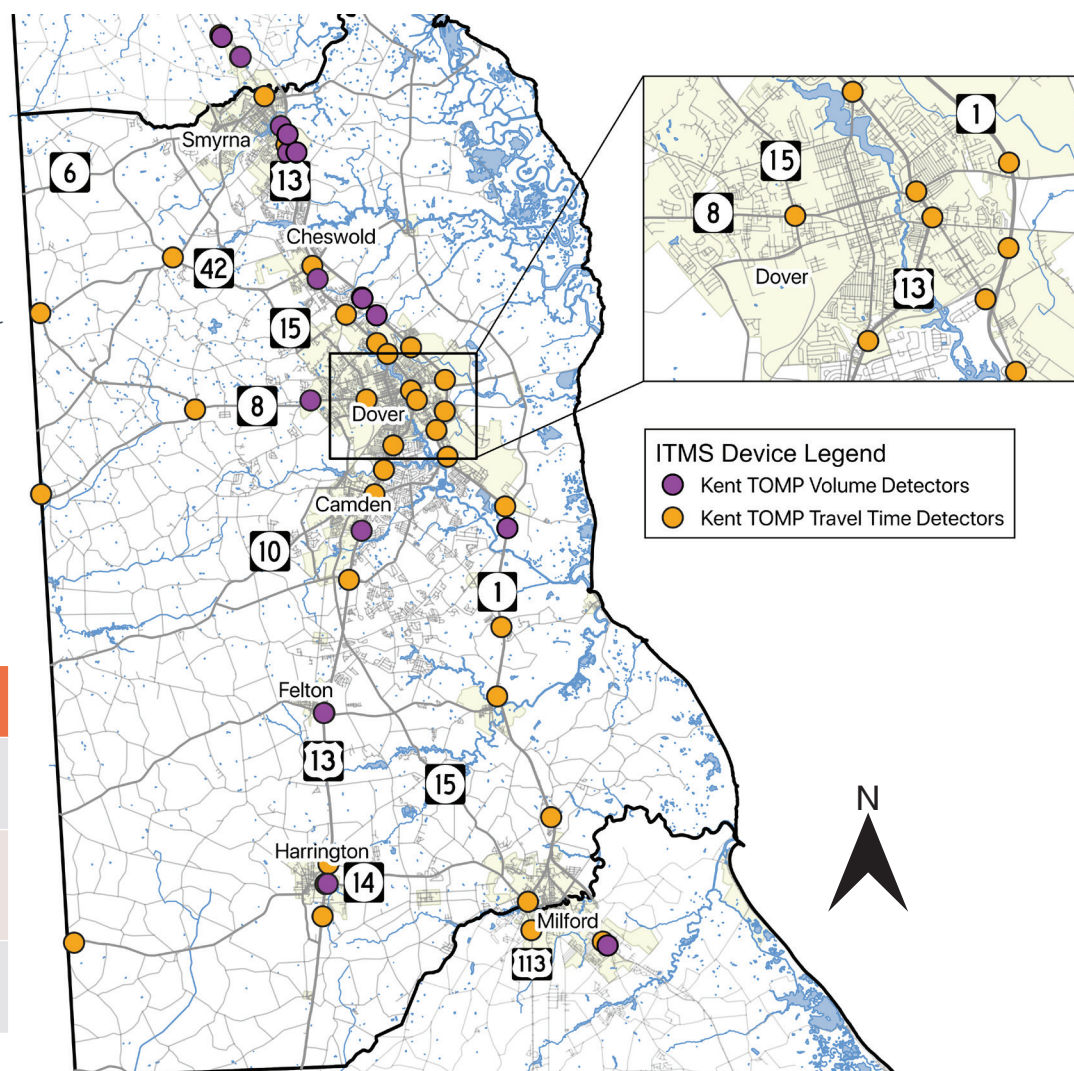 1
Smyrna
15
6
13
8
Cheswold
42
Dover
13
15
8
Dover
ITMS Device Legend
Kent TOMP Volume Detectors
Kent TOMP Travel Time Detectors
Camden
10
1
Felton
13
15
N
Harrington
14
Milford
113